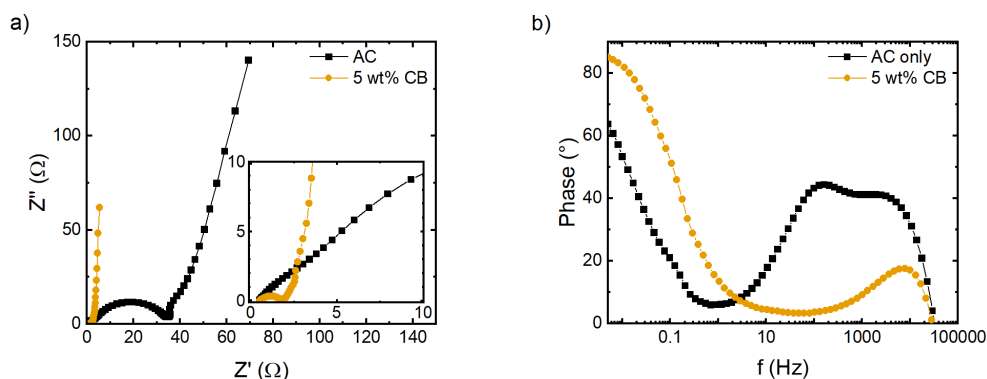 a)
AC
5 wt% CB
150
100
50
25
0
Z'' (Ω)
0 20 40 60 80 100 120 140
Z' (Ω)
10
5
0
0 5 10
b)
AC only
5 wt% CB
80
60
40
20
0
Phase (°)
0.1 10 1000 100000
f (Hz)